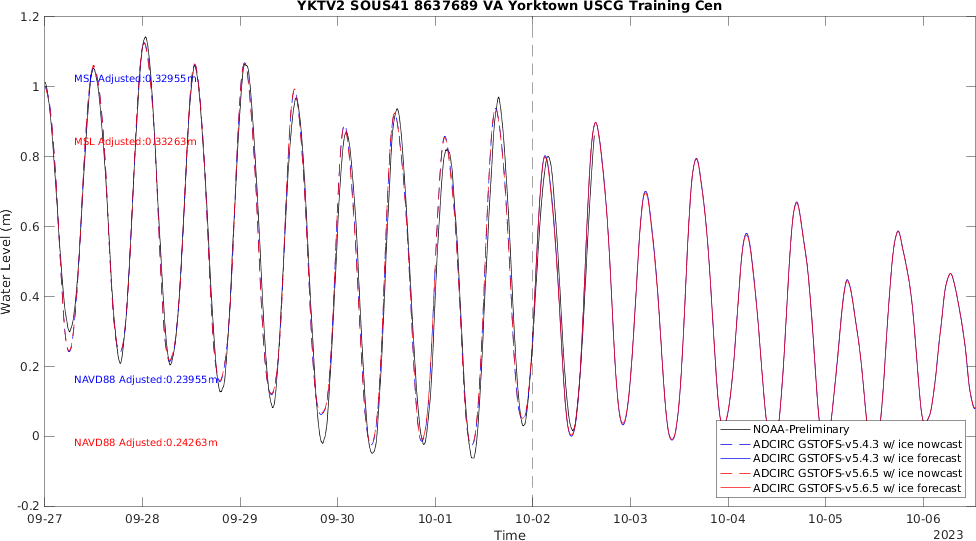 YKTV2 SOUS41 8637689 VA Yorktown USCG Training Cen
1.2
1
0.8
0.6
0.4
0.2
0
-0.2
Water Level (m)
MSL Adjusted:0.32955m
MSL Adjusted:0.33263m
NAVD88 Adjusted:0.23955m
NAVD88 Adjusted:0.24263m
NOAA-Preliminary
ADCIRC GSTOFS-v5.4.3 w/ ice nowcast
ADCIRC GSTOFS-v5.4.3 w/ ice forecast
ADCIRC GSTOFS-v5.6.5 w/ ice nowcast
ADCIRC GSTOFS-v5.6.5 w/ ice forecast
09-27 09-28 09-29 09-30 10-01 10-02 10-03 10-04 10-05 10-06
Time
2023